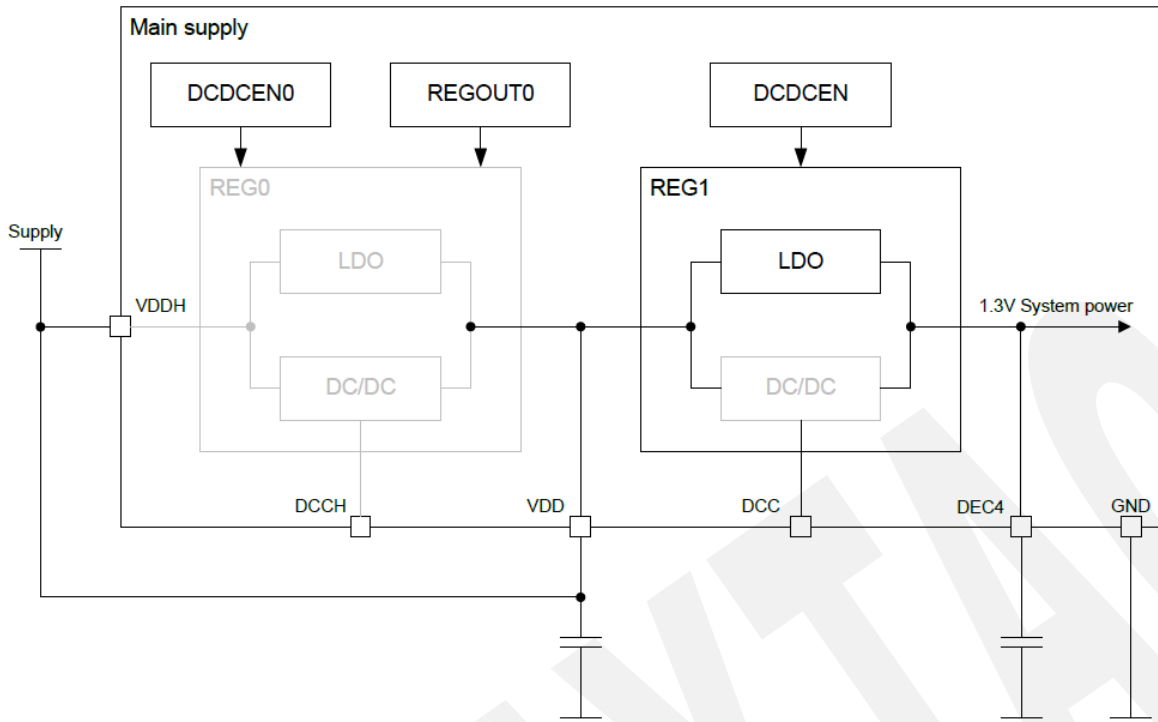 Main supply
DCDCEN0
REGOUT0
DCDCEN
REG0
REG1
Supply
LDO
LDO
VDDH
1.3V System power
DC/DC
DC/DC
DCCH
VDD
DCC
DEC4
GND